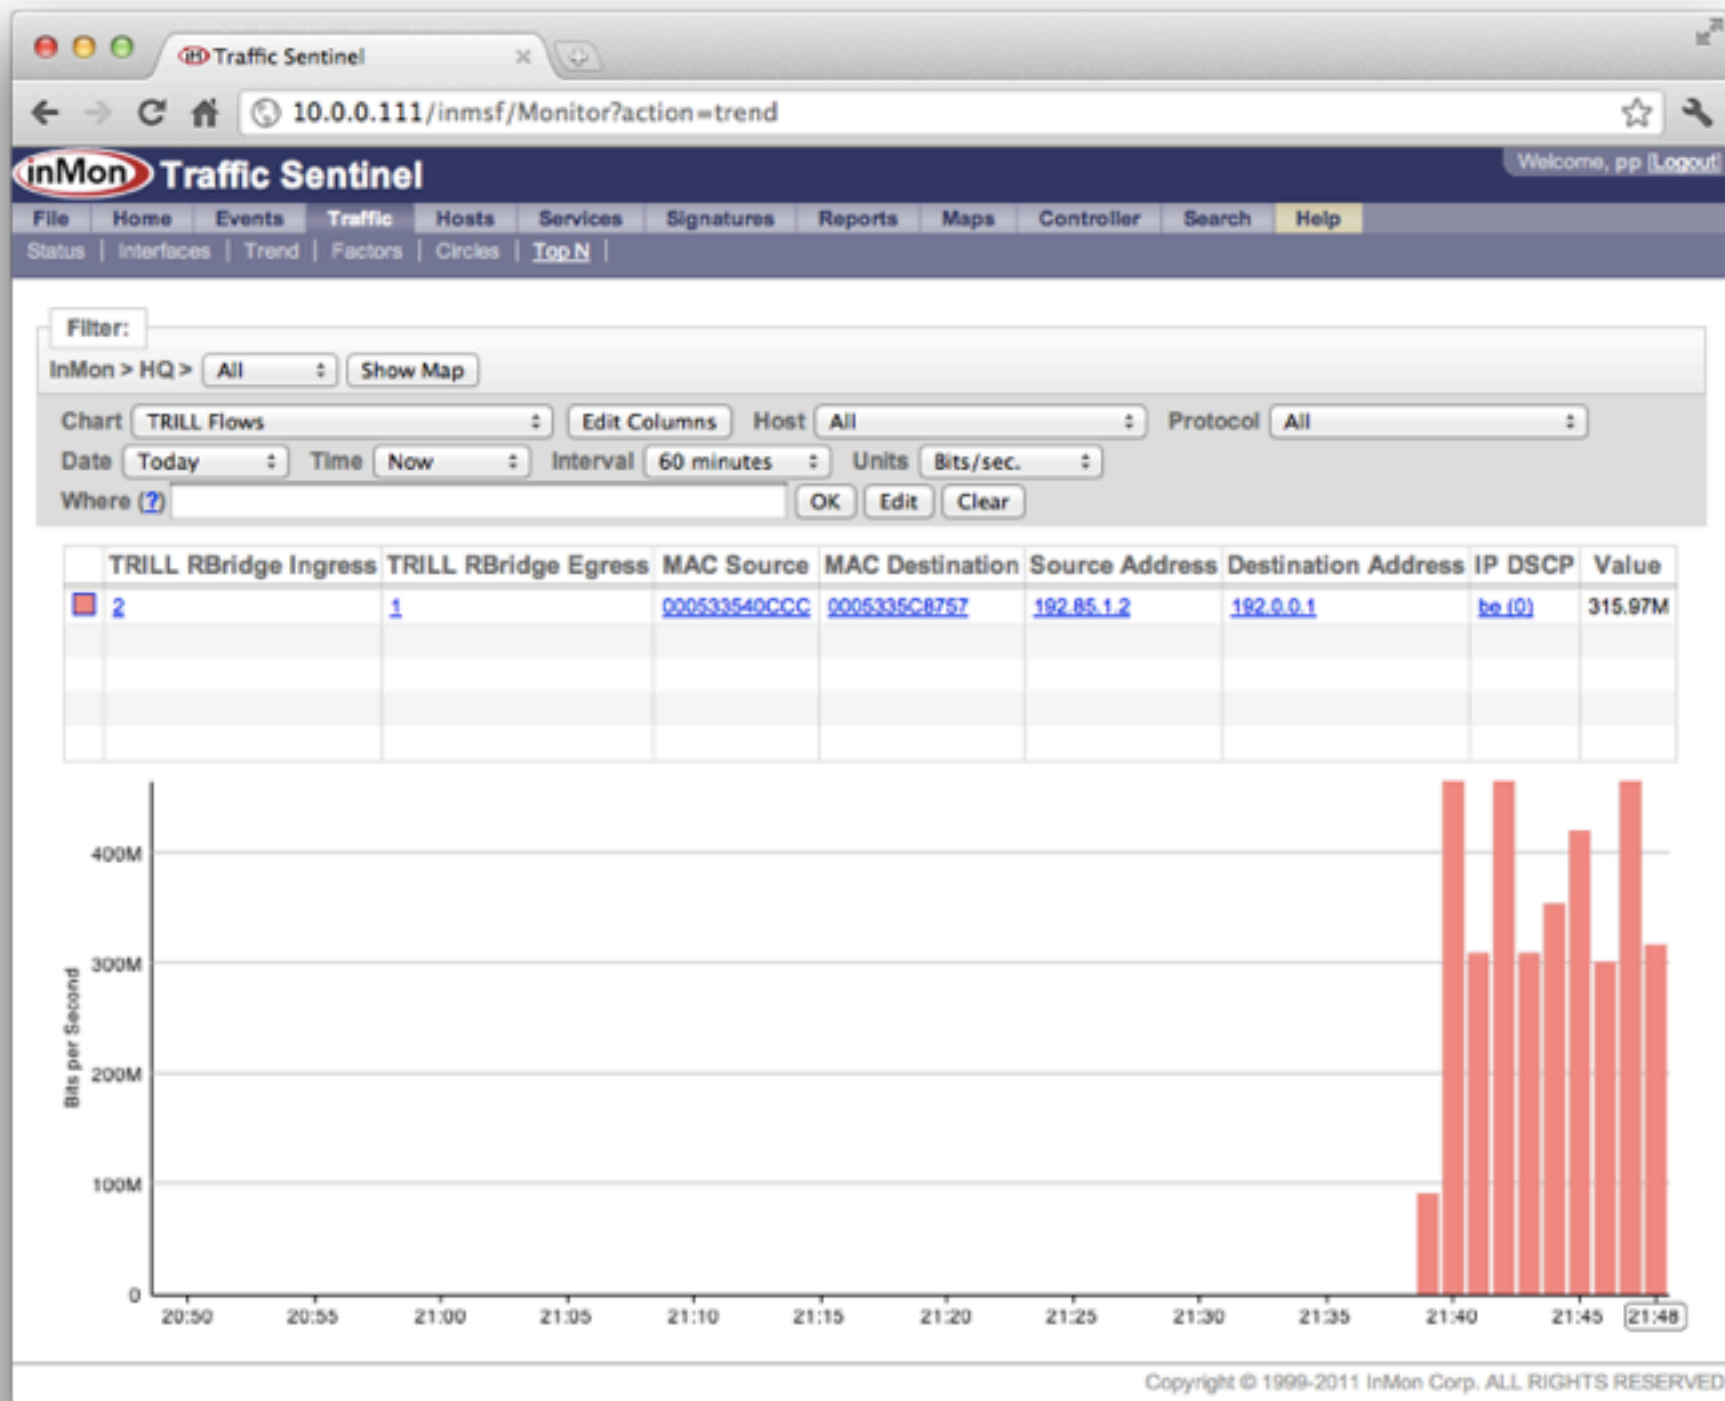 inMon Traffic Sentinel
10.0.0.111/inmsf/Monitor?action=trend
inMon Traffic Sentinel Welcome, pp [Logout]
File Home Events Traffic Hosts Services Signatures Reports Maps Controller Search Help
Status | Interfaces | Trend | Factors | Circles | Top N |
Filter:
InMon > HQ > All Show Map
Chart TRILL Flows Edit Columns Host All Protocol All
Date Today Time Now Interval 60 minutes Units Bits/sec.
Where (?) OK Edit Clear
TRILL RBridge Ingress TRILL RBridge Egress MAC Source MAC Destination Source Address Destination Address IP DSCP Value
2 1 000533540CCC 0005335C8757 192.85.1.2 192.0.0.1 be (0) 315.97M
400M
300M
200M
100M
0
Bits per Second
20:50 20:55 21:00 21:05 21:10 21:15 21:20 21:25 21:30 21:35 21:40 21:45 21:48
Copyright © 1999-2011 InMon Corp. ALL RIGHTS RESERVED